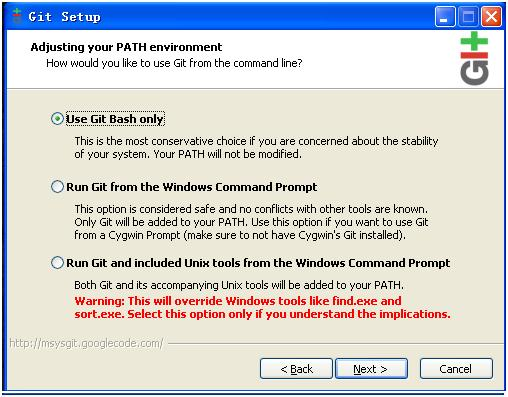 Git Setup
Adjusting your PATH environment
How would you like to use Git from the command line?
Git
Use Git Bash only
This is the most conservative choice if you are concerned about the stability
of your system. Your PATH will not be modified.
Run Git from the Windows Command Prompt
This option is considered safe and no conflicts with other tools are known.
Only Git will be added to your PATH. Use this option if you want to use Git
from a Cygwin Prompt (make sure to not have Cygwin's Git installed).
Run Git and included Unix tools from the Windows Command Prompt
Both Git and its accompanying Unix tools will be added to your PATH.
Warning: This will override Windows tools like find.exe and
sort.exe. Select this option only if you understand the implications.
http://msysgit.googlecode.com/
< Back
Next >
Cancel